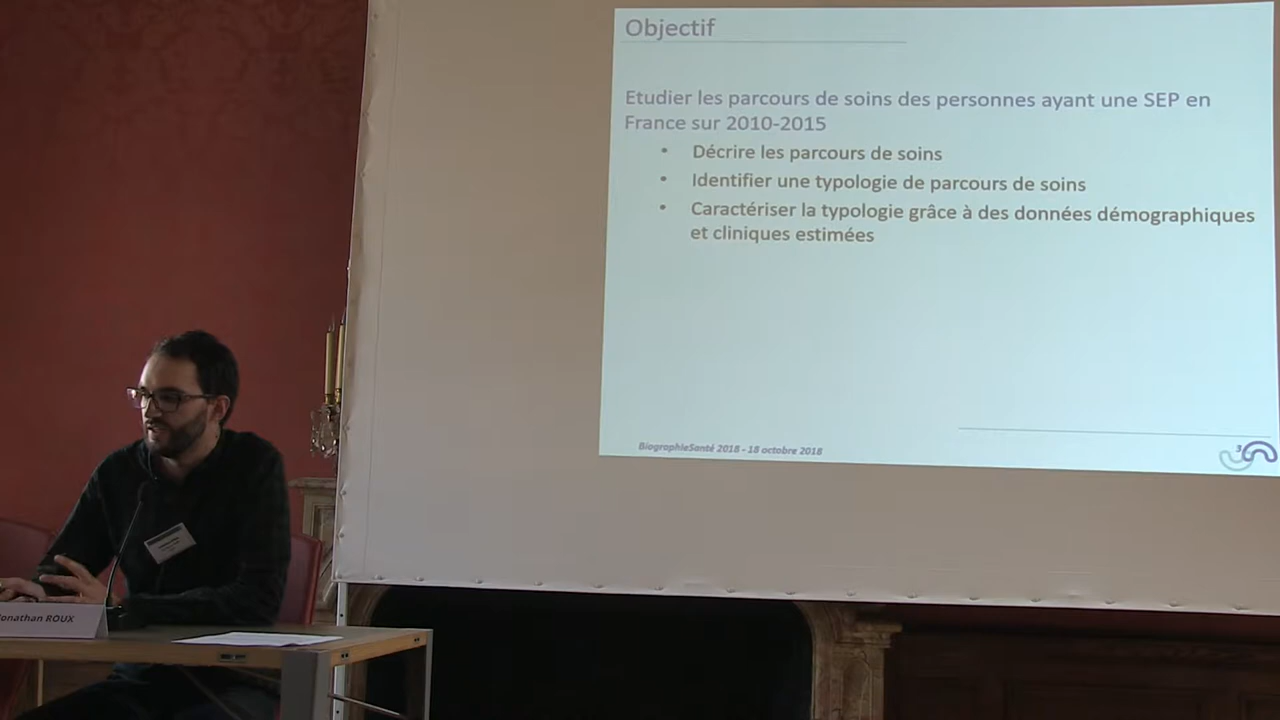 Objectif
Etudier les parcours de soins des personnes ayant une SEP en
France sur 2010-2015
• Décrire les parcours de soins
• Identifier une typologie de parcours de soins
• Caractériser la typologie grâce à des données démographiques
et cliniques estimées
BiographieSanté 2018 - 18 octobre 2018
onathan ROUX